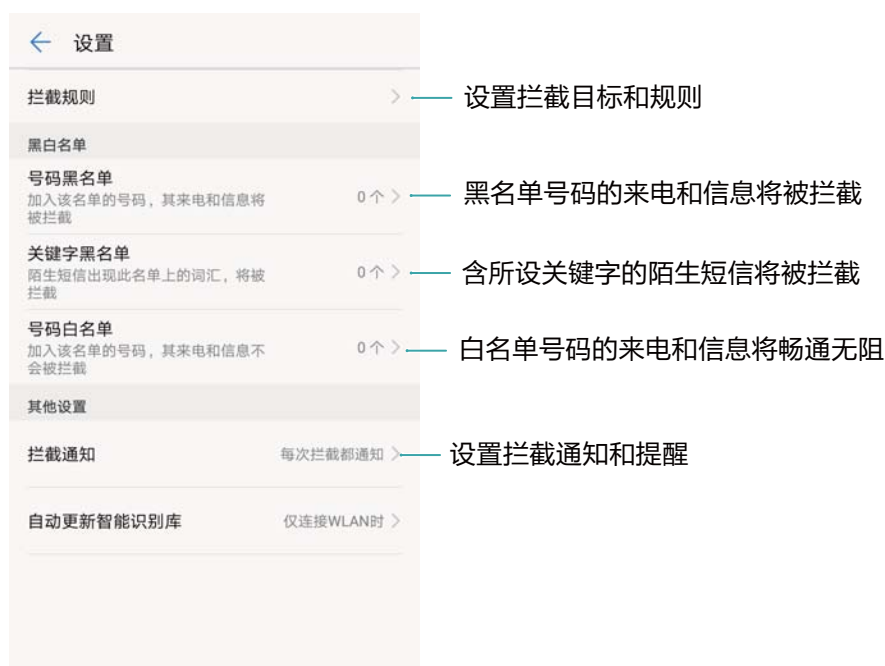 设置
拦截规则
设置拦截目标和规则
黑白名单
号码黑名单
加入该名单的号码，其来电和信息将
被拦截
0 个
黑名单号码的来电和信息将被拦截
关键字黑名单
陌生短信出现此名单上的词汇，将被
拦截
0 个
含所设关键字的陌生短信将被拦截
号码白名单
加入该名单的号码，其来电和信息不
会被拦截
0 个
白名单号码的来电和信息将畅通无阻
其他设置
拦截通知
每次拦截都通知
设置拦截通知和提醒
自动更新智能识别库
仅连接WLAN时